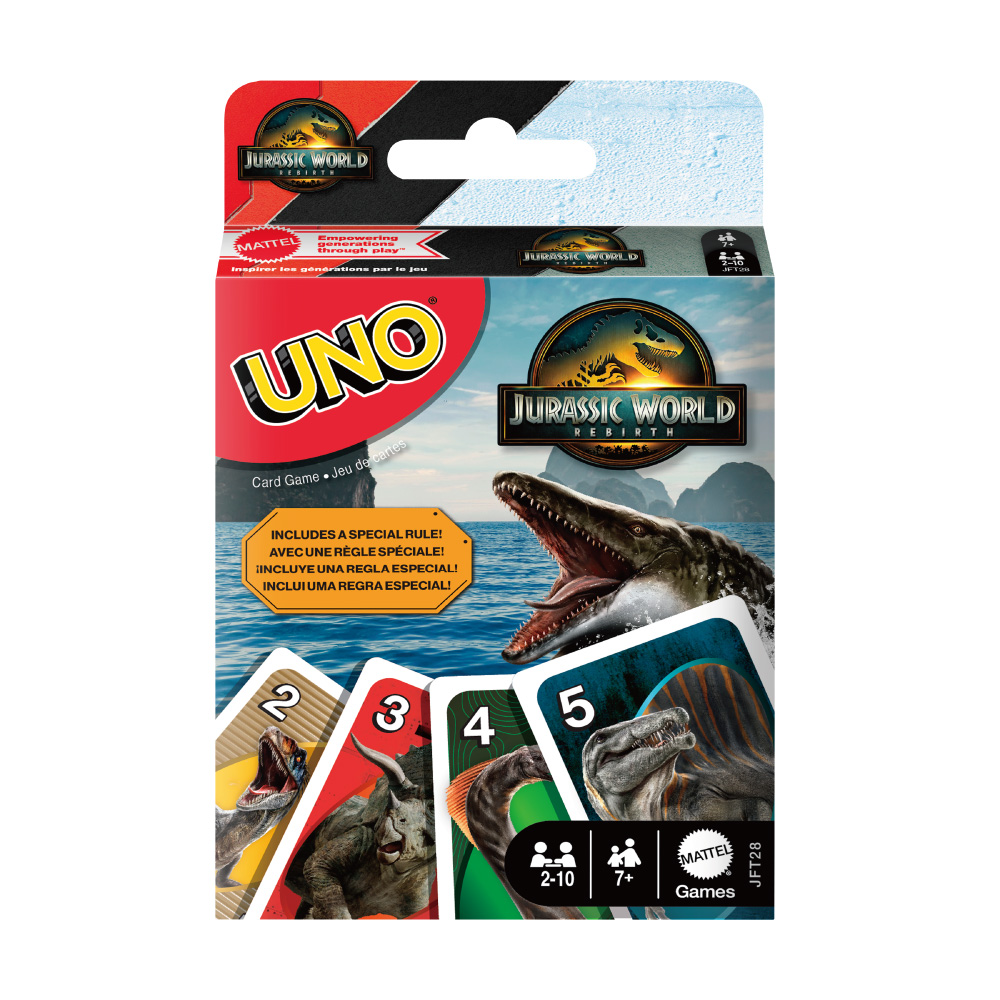 JURASSIC WORLD
REBIRTH
MATTEL
Empowering
generations
through play™
Inspirer les générations par le jeu
JURASSIC WORLD
7+
2-10
JFT28
UNO®
JURASSIC WORLD
REBIRTH
Card Game • Jeu de cartes
INCLUDES A SPECIAL RULE!
AVEC UNE RÈGLE SPÉCIALE!
¡INCLUYE UNA REGLA ESPECIAL!
INCLUI UMA REGRA ESPECIAL!
2
3
4
5
2-10
7+
MATTEL®
Games
JFT28